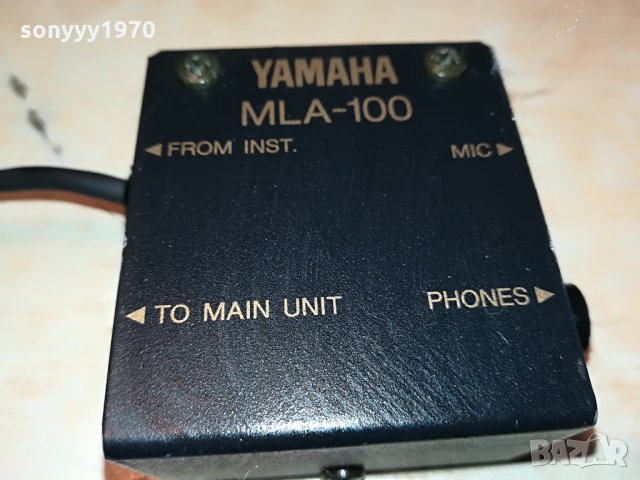 sonyyy1970
YAMAHA
MLA-100
FROM INST.
MIC
TO MAIN UNIT
PHONES
BAZAR